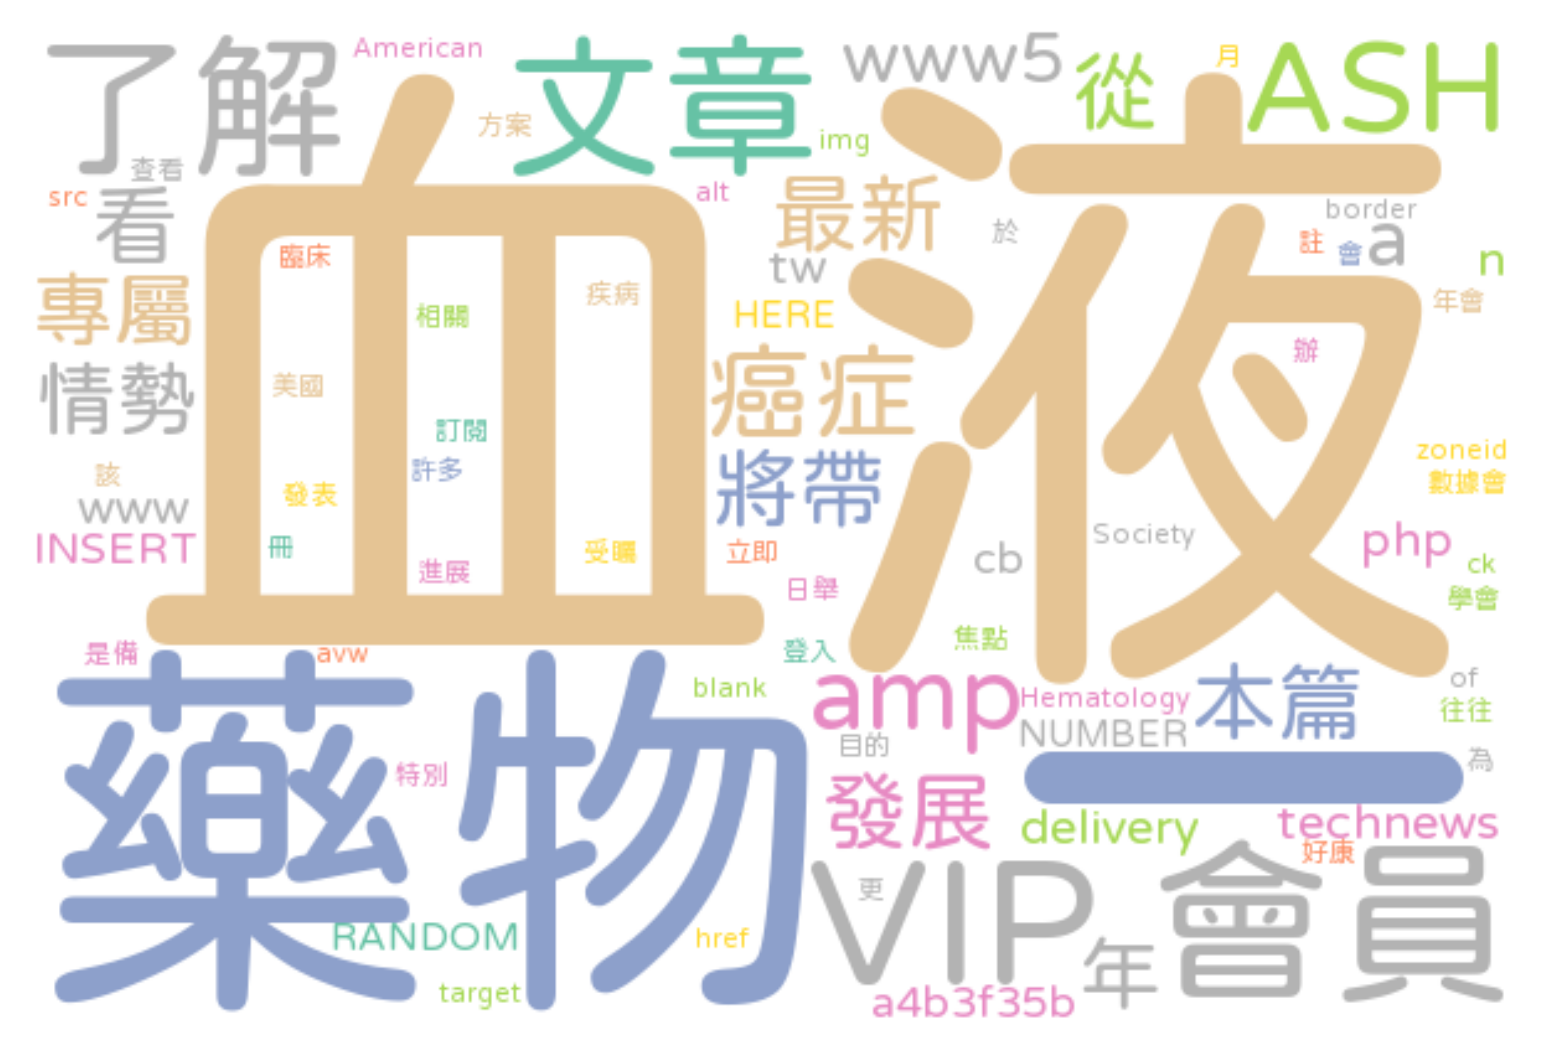 了解
American
文章
www5
從
月
ASH
方案
img
查看
src
看
alt
最新
於
border
註
會
a
n
血液
臨床
疾病
tw
專屬
相關
HERE
年會
辦
情勢
美國
癌症
訂閱
許多
將帶
zoneid
數據會
該
www
發表
INSERT
冊
進展
受矚
立即
cb
Society
php
ck
日舉
學會
是備
avw
登入
焦點
藥物
blank
amp
Hematology
本篇
of
往往
NUMBER
目的
一
為
特別
發展
delivery
technews
好康
VIP
更
會員
RANDOM
href
年
target
a4b3f35b